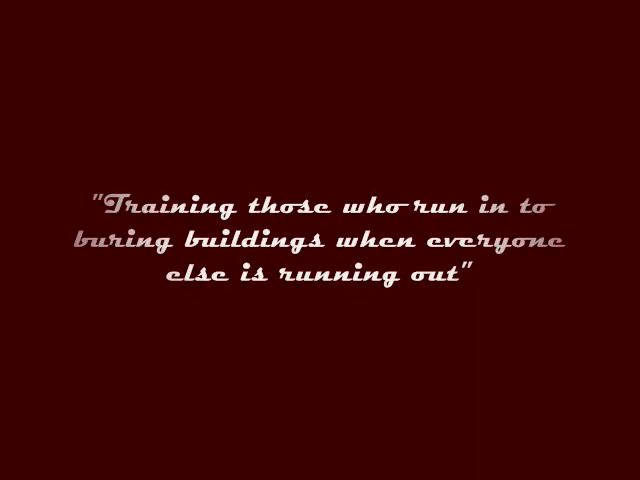 "Training those who run in to
buring buildings when everyone
else is running out"